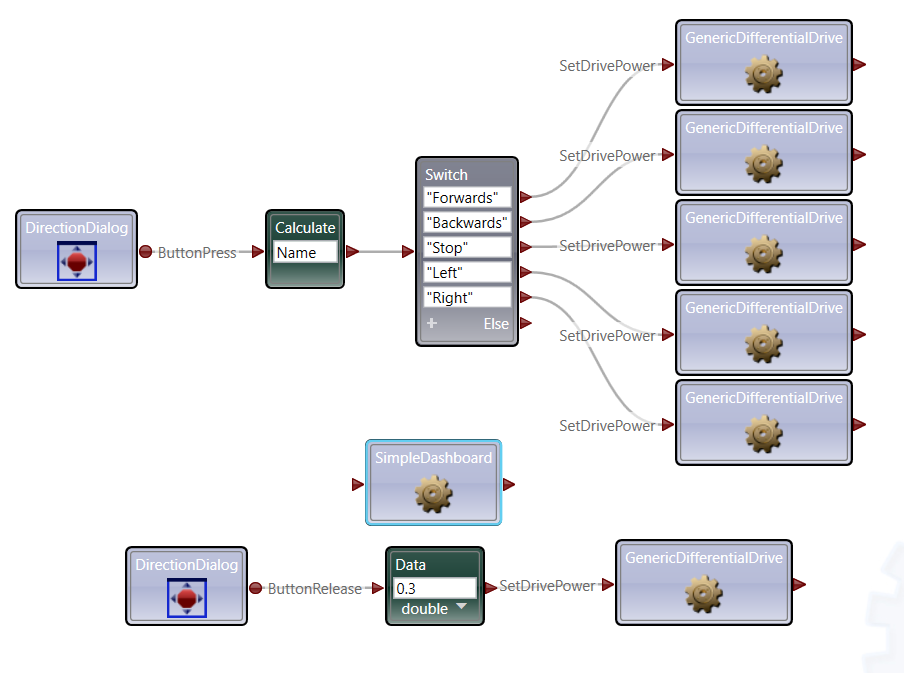 GenericDifferentialDrive
SetDrivePower
GenericDifferentialDrive
SetDrivePower
Switch
"Forwards"
"Backwards"
"Stop"
"Left"
"Right"
+ Else
DirectionDialog
ButtonPress
Calculate
Name
GenericDifferentialDrive
SetDrivePower
GenericDifferentialDrive
SetDrivePower
GenericDifferentialDrive
SetDrivePower
SimpleDashboard
DirectionDialog
ButtonRelease
Data
0.3
double
SetDrivePower
GenericDifferentialDrive